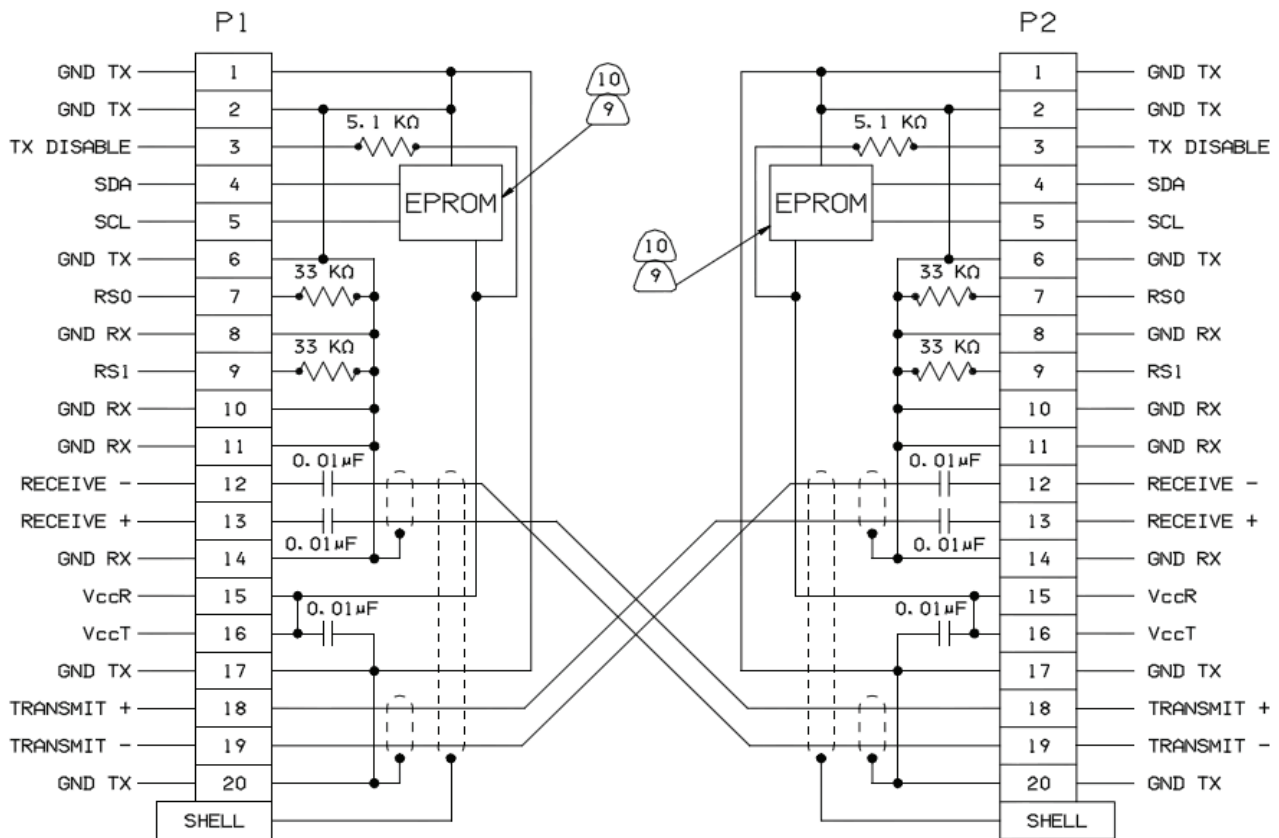 P1 P2
GND TX 1 1 GND TX
10
GND TX 2 2 GND TX
9
5.1 KΩ 5.1 KΩ
TX DISABLE 3 3 TX DISABLE
SDA 4 4 SDA
EPROM EPROM
SCL 5 5 SCL
10
GND TX 6 6 GND TX
9
33 KΩ 33 KΩ
RS0 7 7 RS0
GND RX 8 8 GND RX
33 KΩ 33 KΩ
RS1 9 9 RS1
GND RX 10 10 GND RX
GND RX 11 11 GND RX
0.01µF 0.01µF
RECEIVE - 12 12 RECEIVE -
RECEIVE + 13 13 RECEIVE +
0.01µF 0.01µF
GND RX 14 14 GND RX
VccR 15 15 VccR
0.01µF 0.01µF
VccT 16 16 VccT
GND TX 17 17 GND TX
TRANSMIT + 18 18 TRANSMIT +
TRANSMIT - 19 19 TRANSMIT -
GND TX 20 20 GND TX
SHELL SHELL